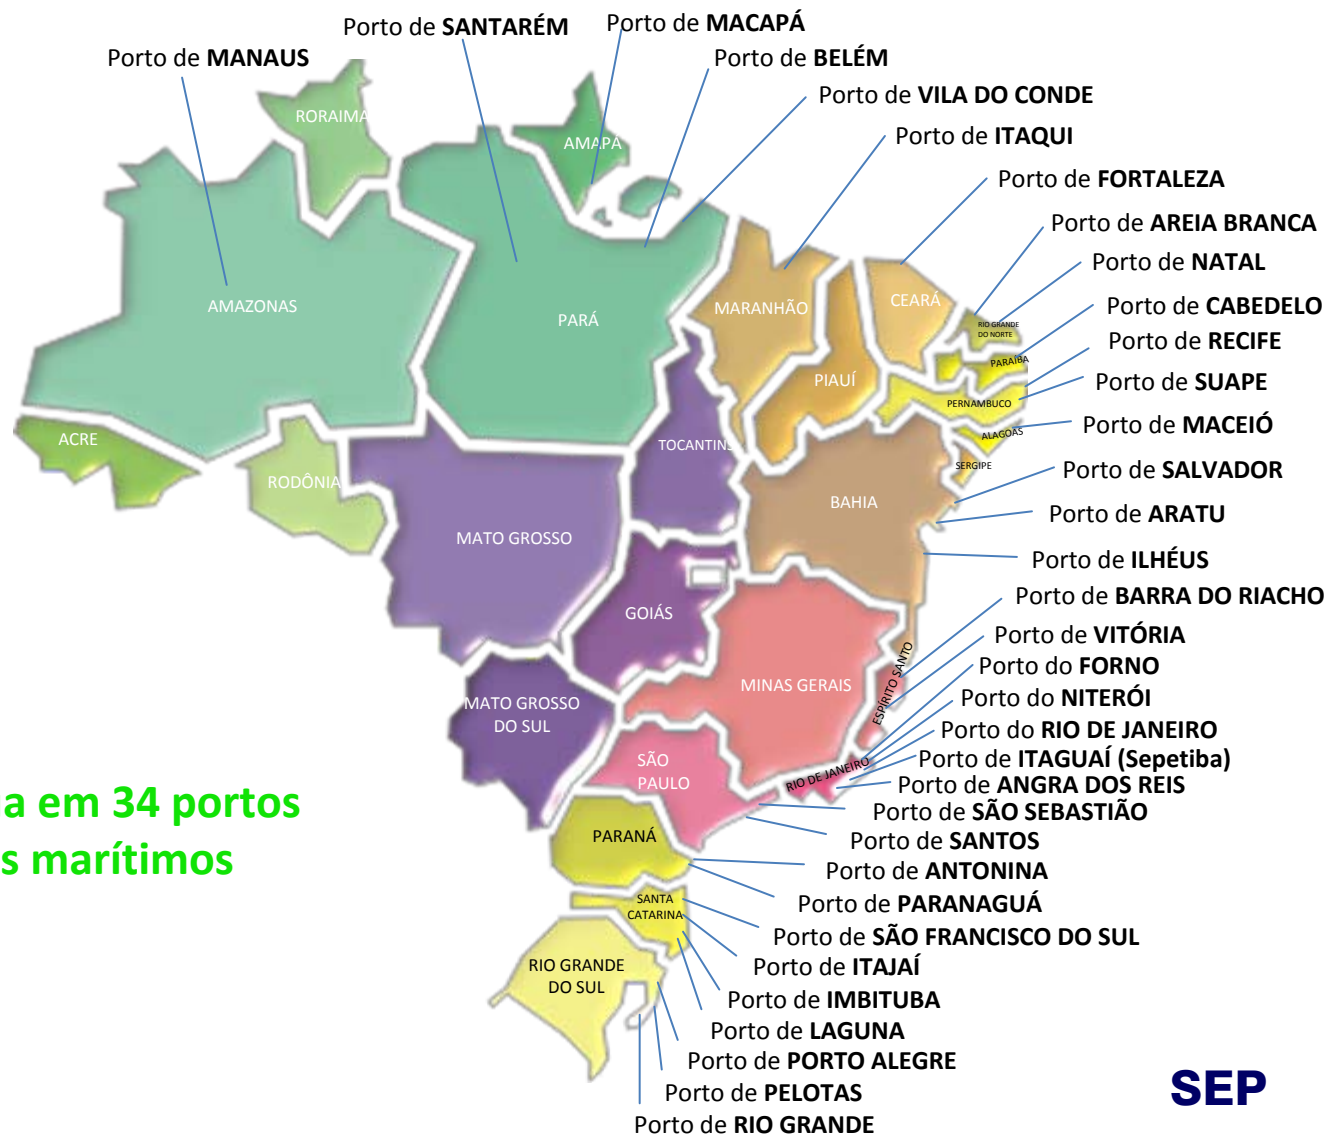 Porto de SANTARÉM
Porto de MACAPÁ
Porto de MANAUS
Porto de BELÉM
Porto de VILA DO CONDE
Porto de ITAQUI
Porto de FORTALEZA
Porto de AREIA BRANCA
Porto de NATAL
Porto de CABEDELO
Porto de RECIFE
Porto de SUAPE
Porto de MACEIÓ
Porto de SALVADOR
Porto de ARATU
Porto de ILHÉUS
Porto de BARRA DO RIACHO
Porto de VITÓRIA
Porto do FORNO
Porto do NITERÓI
Porto do RIO DE JANEIRO
Porto de ITAGUAÍ (Sepetiba)
Porto de ANGRA DOS REIS
Porto de SÃO SEBASTIÃO
Porto de SANTOS
Porto de ANTONINA
Porto de PARANAGUÁ
Porto de SÃO FRANCISCO DO SUL
Porto de ITAJAÍ
Porto de IMBITUBA
Porto de LAGUNA
Porto de PORTO ALEGRE
Porto de PELOTAS
Porto de RIO GRANDE
RORAIMA
AMAPÁ
AMAZONAS
PARÁ
MARANHÃO
CEARÁ
RIO GRANDE
DO NORTE
PARAÍBA
PIAUÍ
PERNAMBUCO
ALAGOAS
SERGIPE
ACRE
RODÔNIA
TOCANTINS
BAHIA
MATO GROSSO
GOIÁS
MINAS GERAIS
ESPÍRITO SANTO
MATO GROSSO
DO SUL
SÃO
PAULO
RIO DE JANEIRO
PARANÁ
SANTA
CATARINA
RIO GRANDE
DO SUL
a em 34 portos
s marítimos
SEP